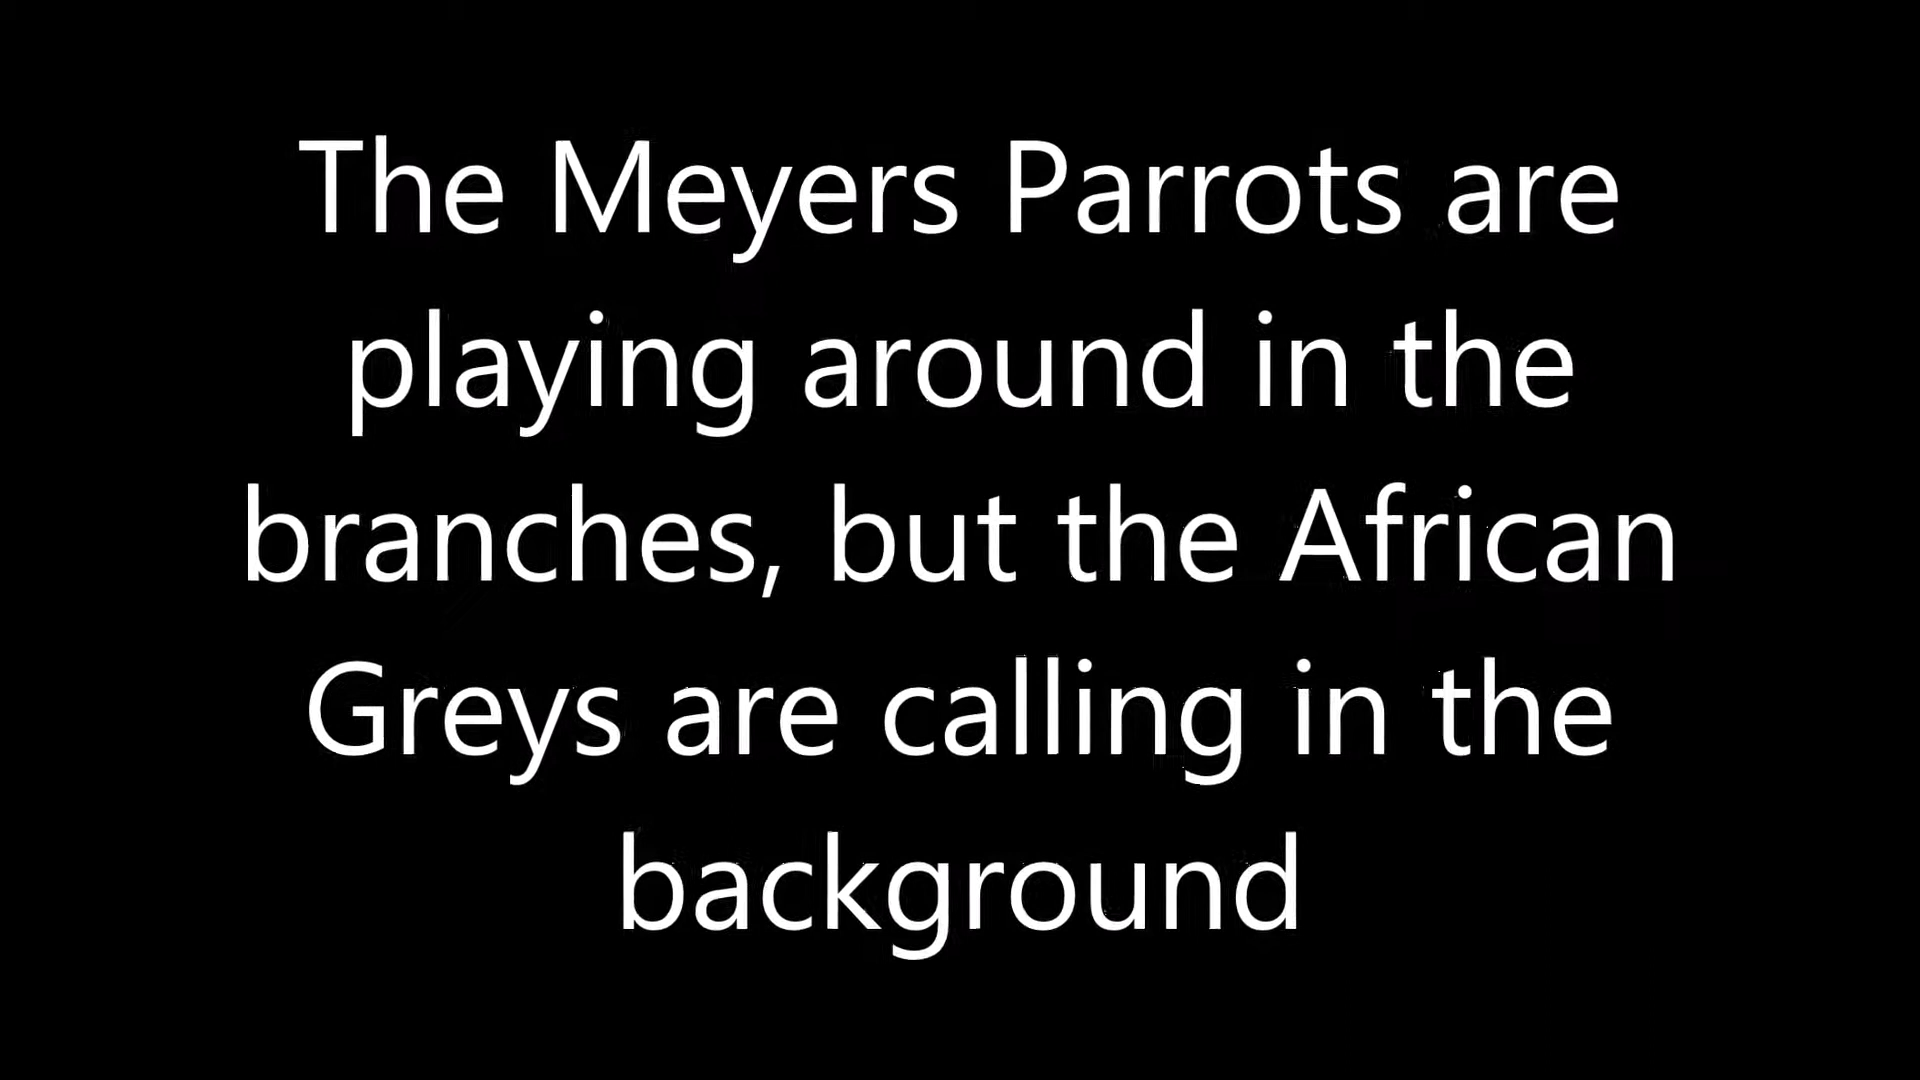 The Meyers Parrots are
playing around in the
branches, but the African
Greys are calling in the
background